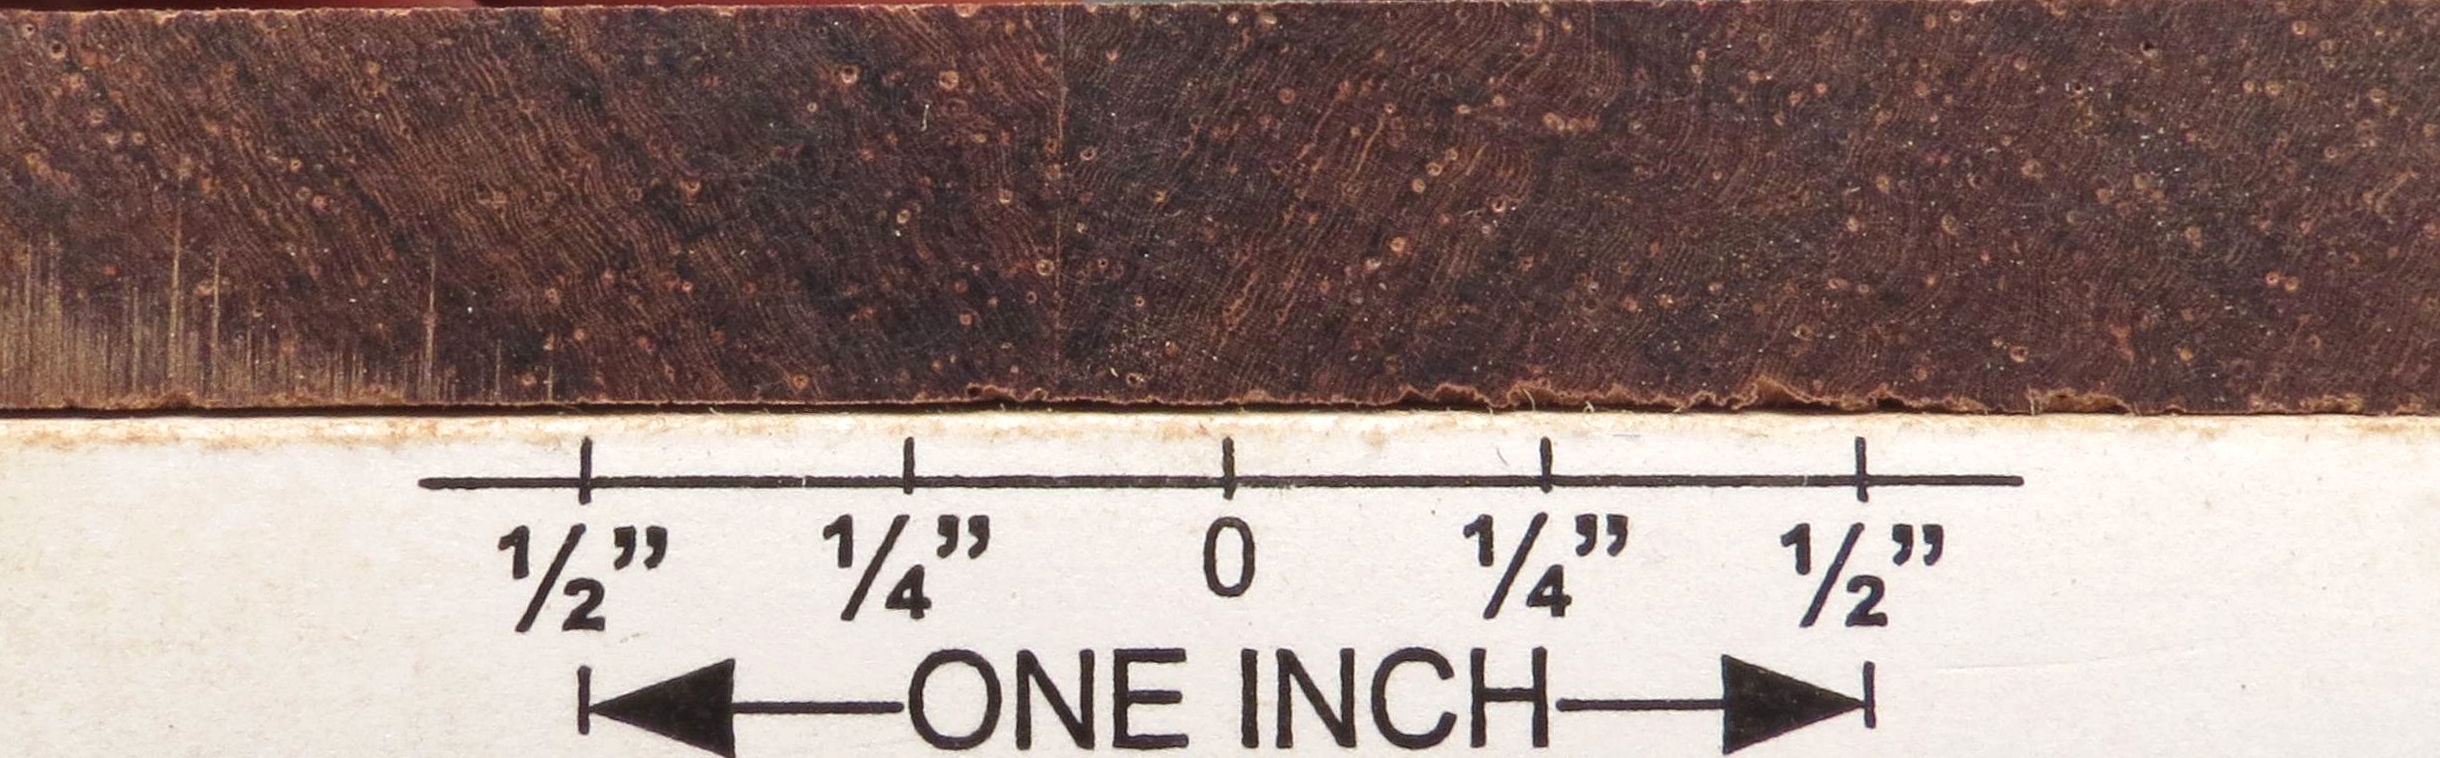 ½” ¼” 0 ¼” ½”
ONE INCH